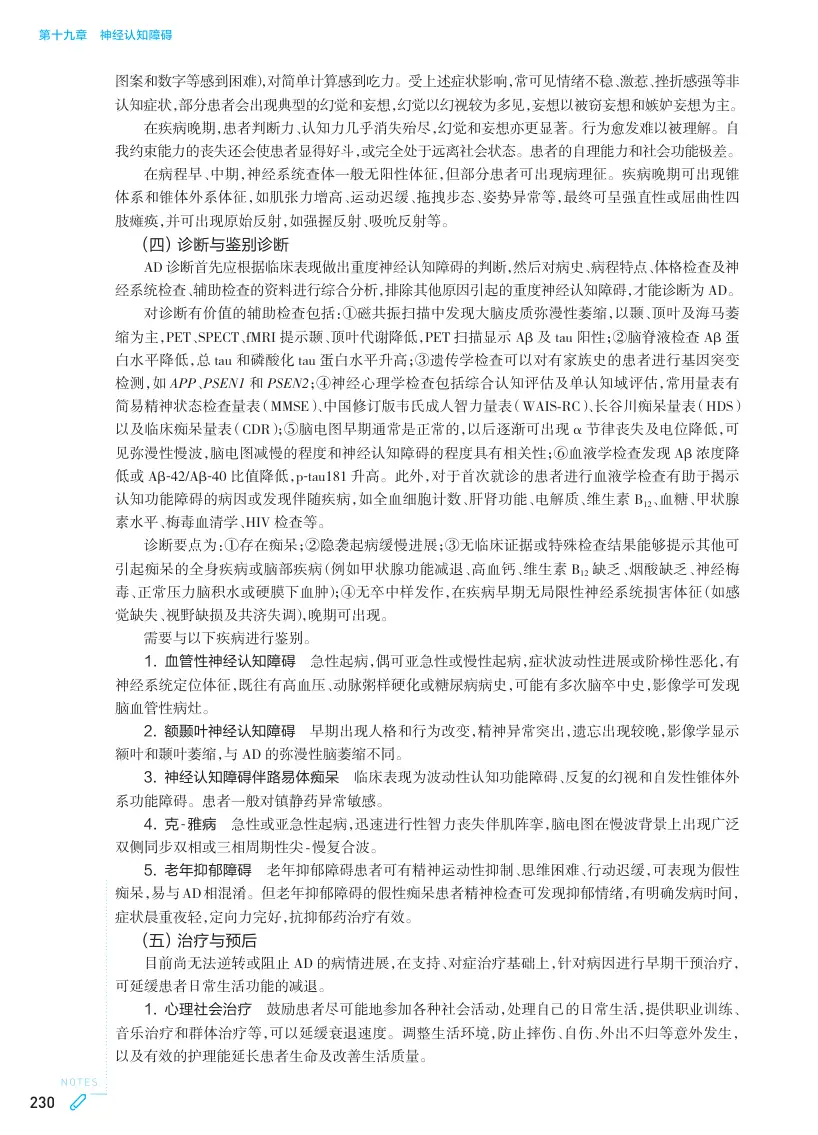 第十九章　神经认知障碍
图案和数字等感到困难),对简单计算感到吃力。受上述症状影响,常可见情绪不稳、激惹、挫折感强等非
认知症状,部分患者会出现典型的幻觉和妄想,幻觉以幻视较为多见,妄想以被窃妄想和嫉妒妄想为主。
在疾病晚期,患者判断力、认知力几乎消失殆尽,幻觉和妄想亦更显著。行为愈发难以被理解。自
我约束能力的丧失还会使患者显得好斗,或完全处于远离社会状态。患者的自理能力和社会功能极差。
在病程早、中期,神经系统查体一般无阳性体征,但部分患者可出现病理征。疾病晚期可出现锥
体系和锥体外系体征,如肌张力增高、运动迟缓、拖拽步态、姿势异常等,最终可呈强直性或屈曲性四
肢瘫痪,并可出现原始反射,如强握反射、吸吮反射等。
（四）诊断与鉴别诊断
AD 诊断首先应根据临床表现做出重度神经认知障碍的判断,然后对病史、病程特点、体格检查及神
经系统检查、辅助检查的资料进行综合分析,排除其他原因引起的重度神经认知障碍,才能诊断为 AD。
对诊断有价值的辅助检查包括:①磁共振扫描中发现大脑皮质弥漫性萎缩,以颞、顶叶及海马萎
缩为主,PET、SPECT、fMRI 提示颞、顶叶代谢降低,PET 扫描显示 Aβ 及 tau 阳性;②脑脊液检查 Aβ 蛋
白水平降低,总 tau 和磷酸化 tau 蛋白水平升高;③遗传学检查可以对有家族史的患者进行基因突变
检测,如 APP、PSEN1 和 PSEN2;④神经心理学检查包括综合认知评估及单认知域评估,常用量表有
简易精神状态检查量表（MMSE）、中国修订版韦氏成人智力量表（WAIS-RC）、长谷川痴呆量表（HDS）
以及临床痴呆量表（CDR）;⑤脑电图早期通常是正常的,以后逐渐可出现 α 节律丧失及电位降低,可
见弥漫性慢波,脑电图减慢的程度和神经认知障碍的程度具有相关性;⑥血液学检查发现 Aβ 浓度降
低或 Aβ-42/Aβ-40 比值降低,p-tau181 升高。此外,对于首次就诊的患者进行血液学检查有助于揭示
认知功能障碍的病因或发现伴随疾病,如全血细胞计数、肝肾功能、电解质、维生素 B12、血糖、甲状腺
素水平、梅毒血清学、HIV 检查等。
诊断要点为:①存在痴呆;②隐袭起病缓慢进展;③无临床证据或特殊检查结果能够提示其他可
引起痴呆的全身疾病或脑部疾病（例如甲状腺功能减退、高血钙、维生素 B12 缺乏、烟酸缺乏、神经梅
毒、正常压力脑积水或硬膜下血肿）;④无卒中样发作,在疾病早期无局限性神经系统损害体征（如感
觉缺失、视野缺损及共济失调）,晚期可出现。
需要与以下疾病进行鉴别。
1. 血管性神经认知障碍　急性起病,偶可亚急性或慢性起病,症状波动性进展或阶梯性恶化,有
神经系统定位体征,既往有高血压、动脉粥样硬化或糖尿病病史,可能有多次脑卒中史,影像学可发现
脑血管性病灶。
2. 额颞叶神经认知障碍　早期出现人格和行为改变,精神异常突出,遗忘出现较晚,影像学显示
额叶和颞叶萎缩,与 AD 的弥漫性脑萎缩不同。
3. 神经认知障碍伴路易体痴呆　临床表现为波动性认知功能障碍、反复的幻视和自发性锥体外
系功能障碍。患者一般对镇静药异常敏感。
4. 克-雅病　急性或亚急性起病,迅速进行性智力丧失伴肌阵挛,脑电图在慢波背景上出现广泛
双侧同步双相或三相周期性尖-慢复合波。
5. 老年抑郁障碍　老年抑郁障碍患者可有精神运动性抑制、思维困难、行动迟缓,可表现为假性
痴呆,易与 AD 相混淆。但老年抑郁障碍的假性痴呆患者精神检查可发现抑郁情绪,有明确发病时间,
症状晨重夜轻,定向力完好,抗抑郁药治疗有效。
（五）治疗与预后
目前尚无法逆转或阻止 AD 的病情进展,在支持、对症治疗基础上,针对病因进行早期干预治疗,
可延缓患者日常生活功能的减退。
1. 心理社会治疗　鼓励患者尽可能地参加各种社会活动,处理自己的日常生活,提供职业训练、
音乐治疗和群体治疗等,可以延缓衰退速度。调整生活环境,防止摔伤、自伤、外出不归等意外发生,
以及有效的护理能延长患者生命及改善生活质量。
NOTES
230